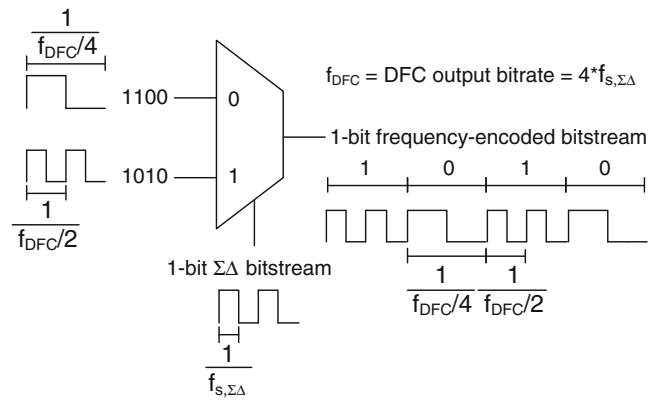 1
f_DFC/4
1100
0
f_DFC = DFC output bitrate = 4*f_s,ΣΔ
1-bit frequency-encoded bitstream
1010
1
1
f_DFC/2
1 0 1 0
1-bit ΣΔ bitstream
1
f_DFC/4
1
f_DFC/2
1
f_s,ΣΔ